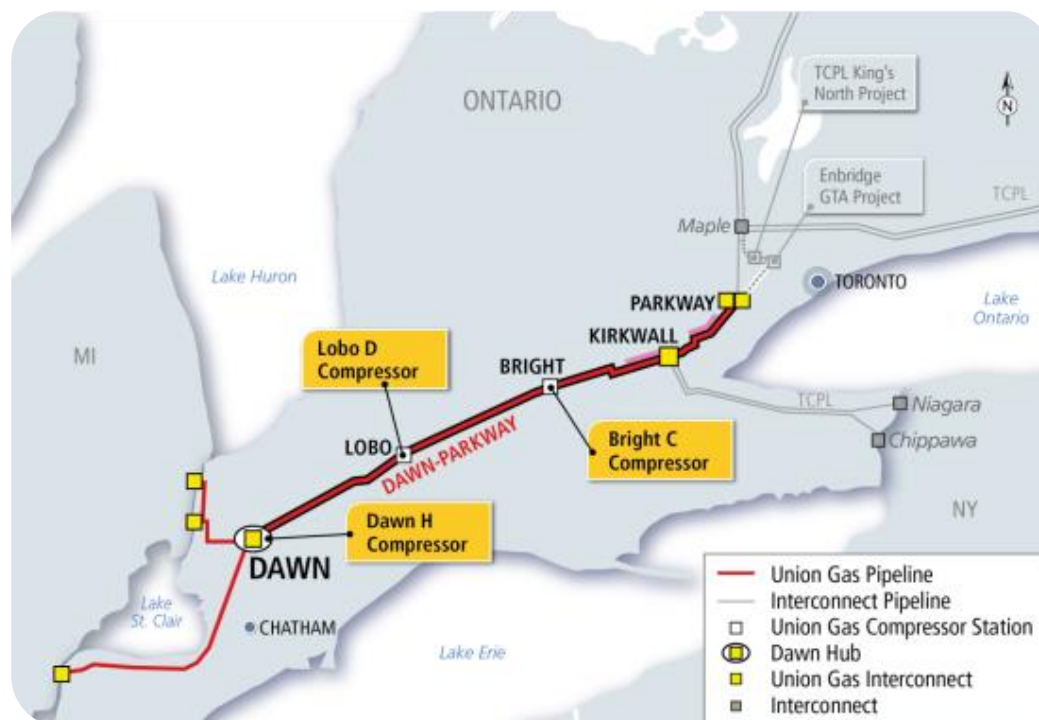 TCPL King's
North Project
ONTARIO
N
Enbridge
GTA Project
TCPL
Maple
Lake Huron
TORONTO
PARKWAY
Lake
Ontario
KIRKWALL
MI
Lobo D
Compressor
BRIGHT
TCPL
Niagara
LOBO
DAWN-PARKWAY
Bright C
Compressor
Chippawa
NY
Dawn H
Compressor
DAWN
Lake
St. Clair
CHATHAM
Lake Erie
Union Gas Pipeline
Interconnect Pipeline
Union Gas Compressor Station
Dawn Hub
Union Gas Interconnect
Interconnect